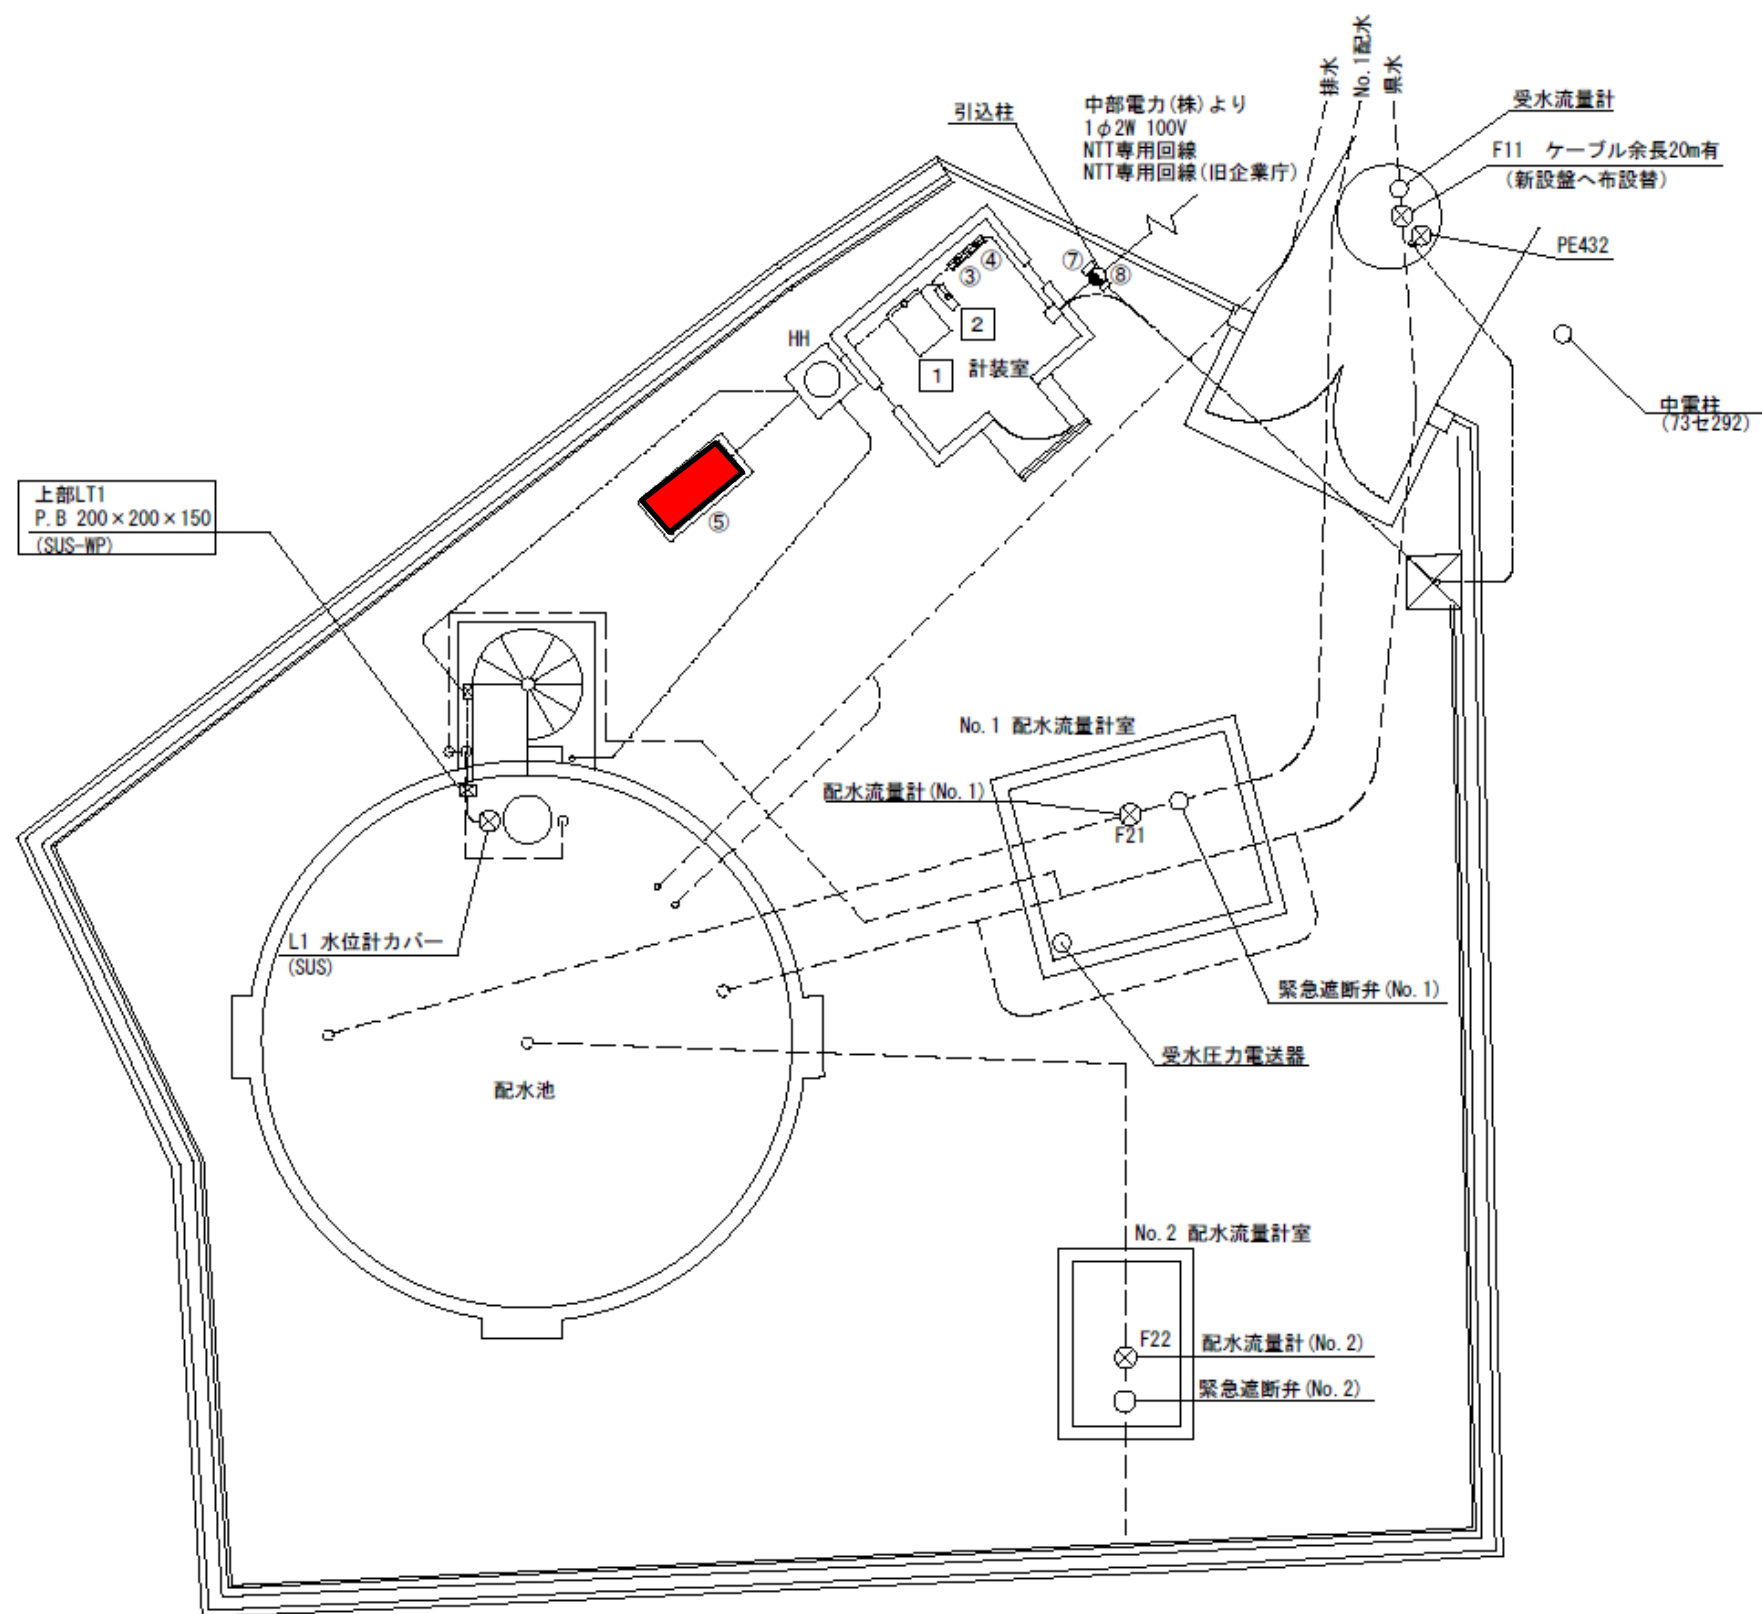 排水
No.1配水
県水
受水流量計
F11 ケーブル余長20m有
(新設盤へ布設替)
PE432
中電柱
(73セ292)
中部電力(株)より
1φ2W 100V
NTT専用回線
NTT専用回線(旧企業庁)
引込柱
⑦
⑧
④
③
2
1
計装室
HH
⑤
上部LT1
P.B 200×200×150
(SUS-WP)
No.1 配水流量計室
配水流量計(No.1)
F21
L1 水位計カバー
(SUS)
緊急遮断弁(No.1)
受水圧力電送器
配水池
No.2 配水流量計室
F22
配水流量計(No.2)
緊急遮断弁(No.2)